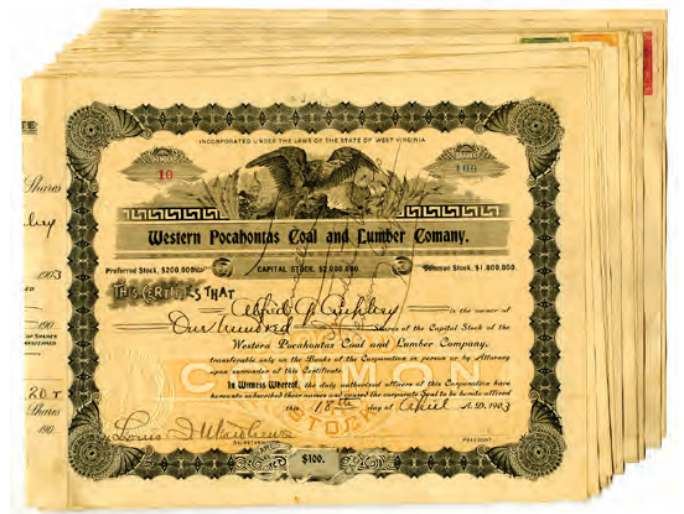 INCORPORATED UNDER THE LAWS OF THE STATE OF WEST VIRGINIA
NUMBER
10
SHARES
100
Western Pocahontas Coal and Lumber Comany.
Preferred Stock, $200,000
CAPITAL STOCK, $2,000,000.
Common Stock, $1,800,000.
THIS CERTIFIES THAT
Alfred
is the owner of
One Hundred
Shares of the Capital Stock of the
Western Pocahontas Coal and Lumber Company,
transferable only on the Books of the Corporation in person or by Attorney
upon surrender of this Certificate.
COMMON
STOCK
In Witness Whereof, the duly authorized officers of this Corporation have
hereunto subscribed their names and caused the corporate Seal to be hereto affixed
this 18th day of April A.D. 1903
Louis
SECRETARY
PRESIDENT
$100.
Shares
1903
190
Shares
190